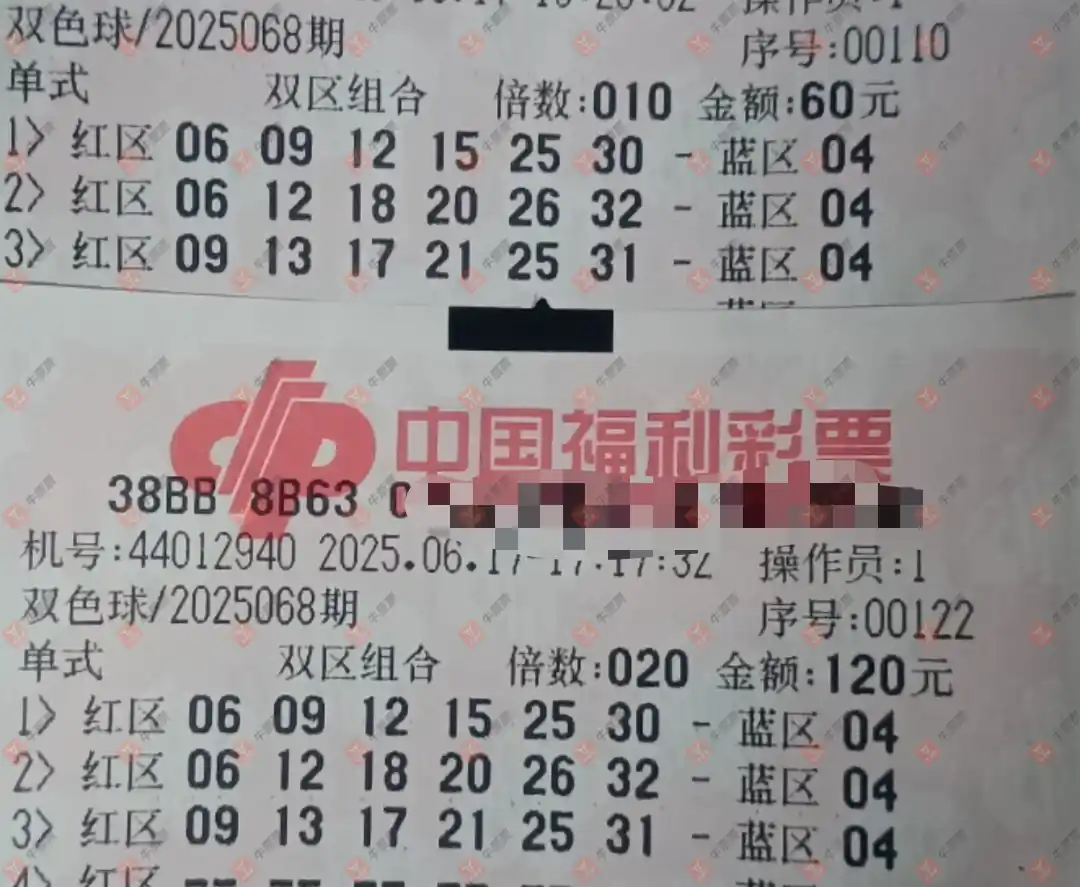 双色球/2025068期
序号:00110
单式 双区组合 倍数:010 金额:60元
1> 红区 06 09 12 15 25 30 - 蓝区 04
2> 红区 06 12 18 20 26 32 - 蓝区 04
3> 红区 09 13 17 21 25 31 - 蓝区 04
中国福利彩票
38BB 8B63
机号:44012940 2025.06.17-17:17:32 操作员:1
双色球/2025068期
序号:00122
单式 双区组合 倍数:020 金额:120元
1> 红区 06 09 12 15 25 30 - 蓝区 04
2> 红区 06 12 18 20 26 32 - 蓝区 04
3> 红区 09 13 17 21 25 31 - 蓝区 04